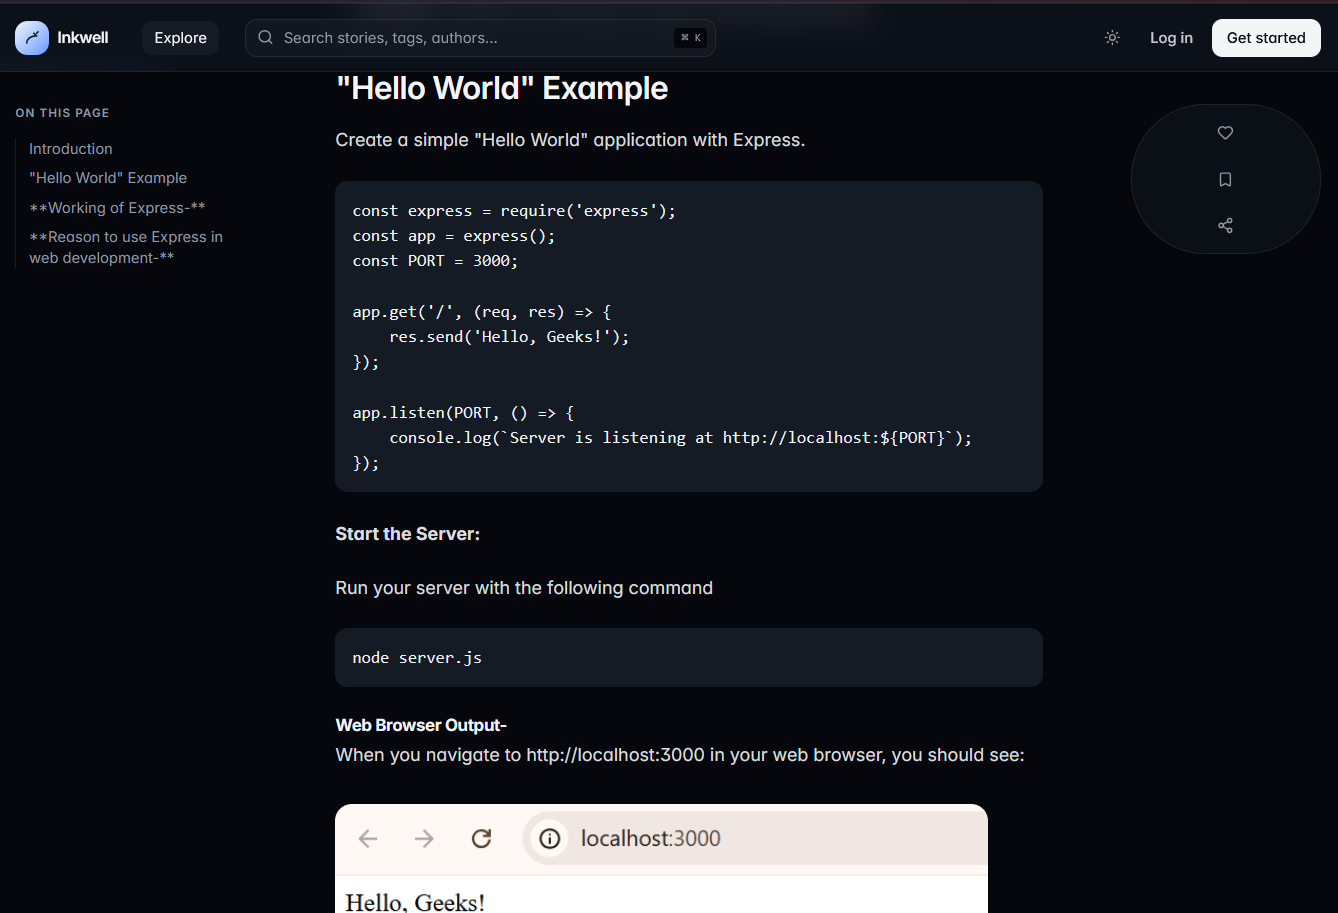 Inkwell
Explore
Search stories, tags, authors...
⌘ K
Log in
Get started
ON THIS PAGE
Introduction
"Hello World" Example
**Working of Express-**
**Reason to use Express in
web development-**
"Hello World" Example
Create a simple "Hello World" application with Express.
const express = require('express');
const app = express();
const PORT = 3000;
app.get('/', (req, res) => {
    res.send('Hello, Geeks!');
});
app.listen(PORT, () => {
    console.log(`Server is listening at http://localhost:${PORT}`);
});
Start the Server:
Run your server with the following command
node server.js
Web Browser Output-
When you navigate to http://localhost:3000 in your web browser, you should see:
localhost:3000
Hello, Geeks!